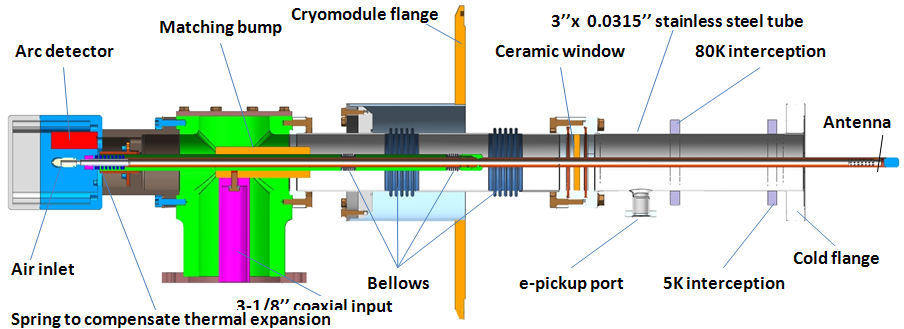 Cryomodule flange
3’’x 0.0315’’ stainless steel tube
Matching bump
Arc detector
Ceramic window
80K interception
Antenna
Air inlet
Bellows
e-pickup port
5K interception
Cold flange
3-1/8’’ coaxial input
Spring to compensate thermal expansion